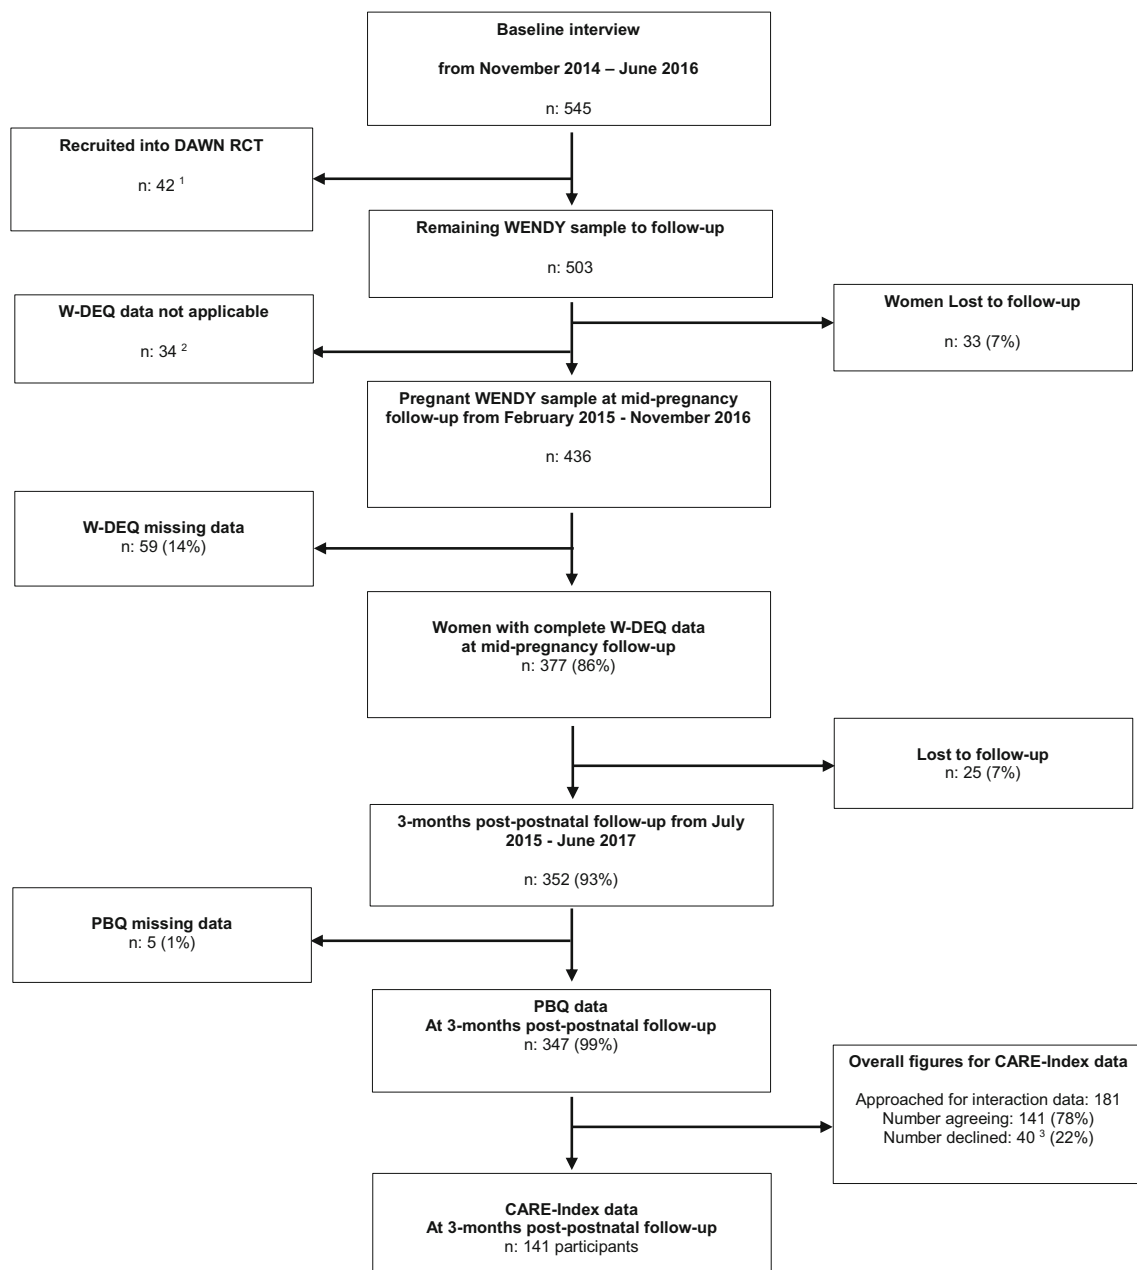 Baseline interview
from November 2014 – June 2016
n: 545
Recruited into DAWN RCT
n: 42 ¹
Remaining WENDY sample to follow-up
n: 503
W-DEQ data not applicable
n: 34 ²
Women Lost to follow-up
n: 33 (7%)
Pregnant WENDY sample at mid-pregnancy
follow-up from February 2015 - November 2016
n: 436
W-DEQ missing data
n: 59 (14%)
Women with complete W-DEQ data
at mid-pregnancy follow-up
n: 377 (86%)
Lost to follow-up
n: 25 (7%)
3-months post-postnatal follow-up from July
2015 - June 2017
n: 352 (93%)
PBQ missing data
n: 5 (1%)
PBQ data
At 3-months post-postnatal follow-up
n: 347 (99%)
Overall figures for CARE-Index data
Approached for interaction data: 181
Number agreeing: 141 (78%)
Number declined: 40 ³ (22%)
CARE-Index data
At 3-months post-postnatal follow-up
n: 141 participants